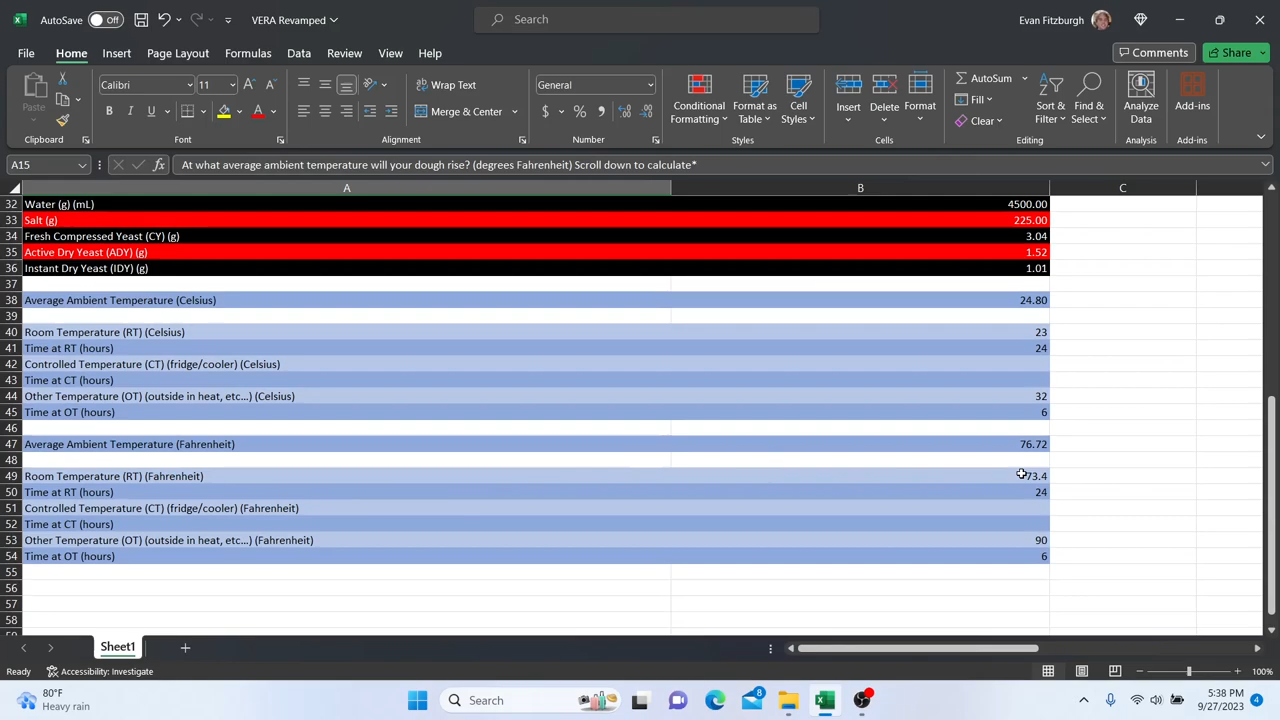 AutoSave Off VERA Revamped Search Evan Fitzburgh
File Home Insert Page Layout Formulas Data Review View Help Comments Share
Paste Calibri 11 A A Wrap Text General Conditional Formatting Format as Table Cell Styles Insert Delete Format AutoSum Sort & Filter Find & Select Analyze Data Add-ins
B I U A Merge & Center $ % Fill
Clear
Clipboard Font Alignment Number Styles Cells Editing Analysis Add-ins
A15 fx At what average ambient temperature will your dough rise? (degrees Fahrenheit) Scroll down to calculate*
A B C
32 Water (g) (mL) 4500.00
33 Salt (g) 225.00
34 Fresh Compressed Yeast (CY) (g) 3.04
35 Active Dry Yeast (ADY) (g) 1.52
36 Instant Dry Yeast (IDY) (g) 1.01
37
38 Average Ambient Temperature (Celsius) 24.80
39
40 Room Temperature (RT) (Celsius) 23
41 Time at RT (hours) 24
42 Controlled Temperature (CT) (fridge/cooler) (Celsius)
43 Time at CT (hours)
44 Other Temperature (OT) (outside in heat, etc...) (Celsius) 32
45 Time at OT (hours) 6
46
47 Average Ambient Temperature (Fahrenheit) 76.72
48
49 Room Temperature (RT) (Fahrenheit) 73.4
50 Time at RT (hours) 24
51 Controlled Temperature (CT) (fridge/cooler) (Fahrenheit)
52 Time at CT (hours)
53 Other Temperature (OT) (outside in heat, etc...) (Fahrenheit) 90
54 Time at OT (hours) 6
55
56
57
58
Sheet1
Ready Accessibility: Investigate 100%
80°F Heavy rain Search 8 5:38 PM
9/27/2023 4